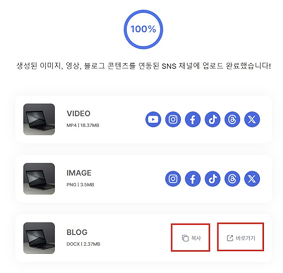 100%
생성된 이미지, 영상, 블로그 콘텐츠를 연동된 SNS 채널에 업로드 완료했습니다!
VIDEO
MP4 | 18.37MB
IMAGE
PNG | 3.5MB
BLOG
DOCX | 2.37MB
복사
바로가기